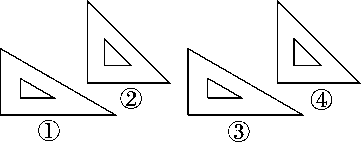 ② ④
① ③